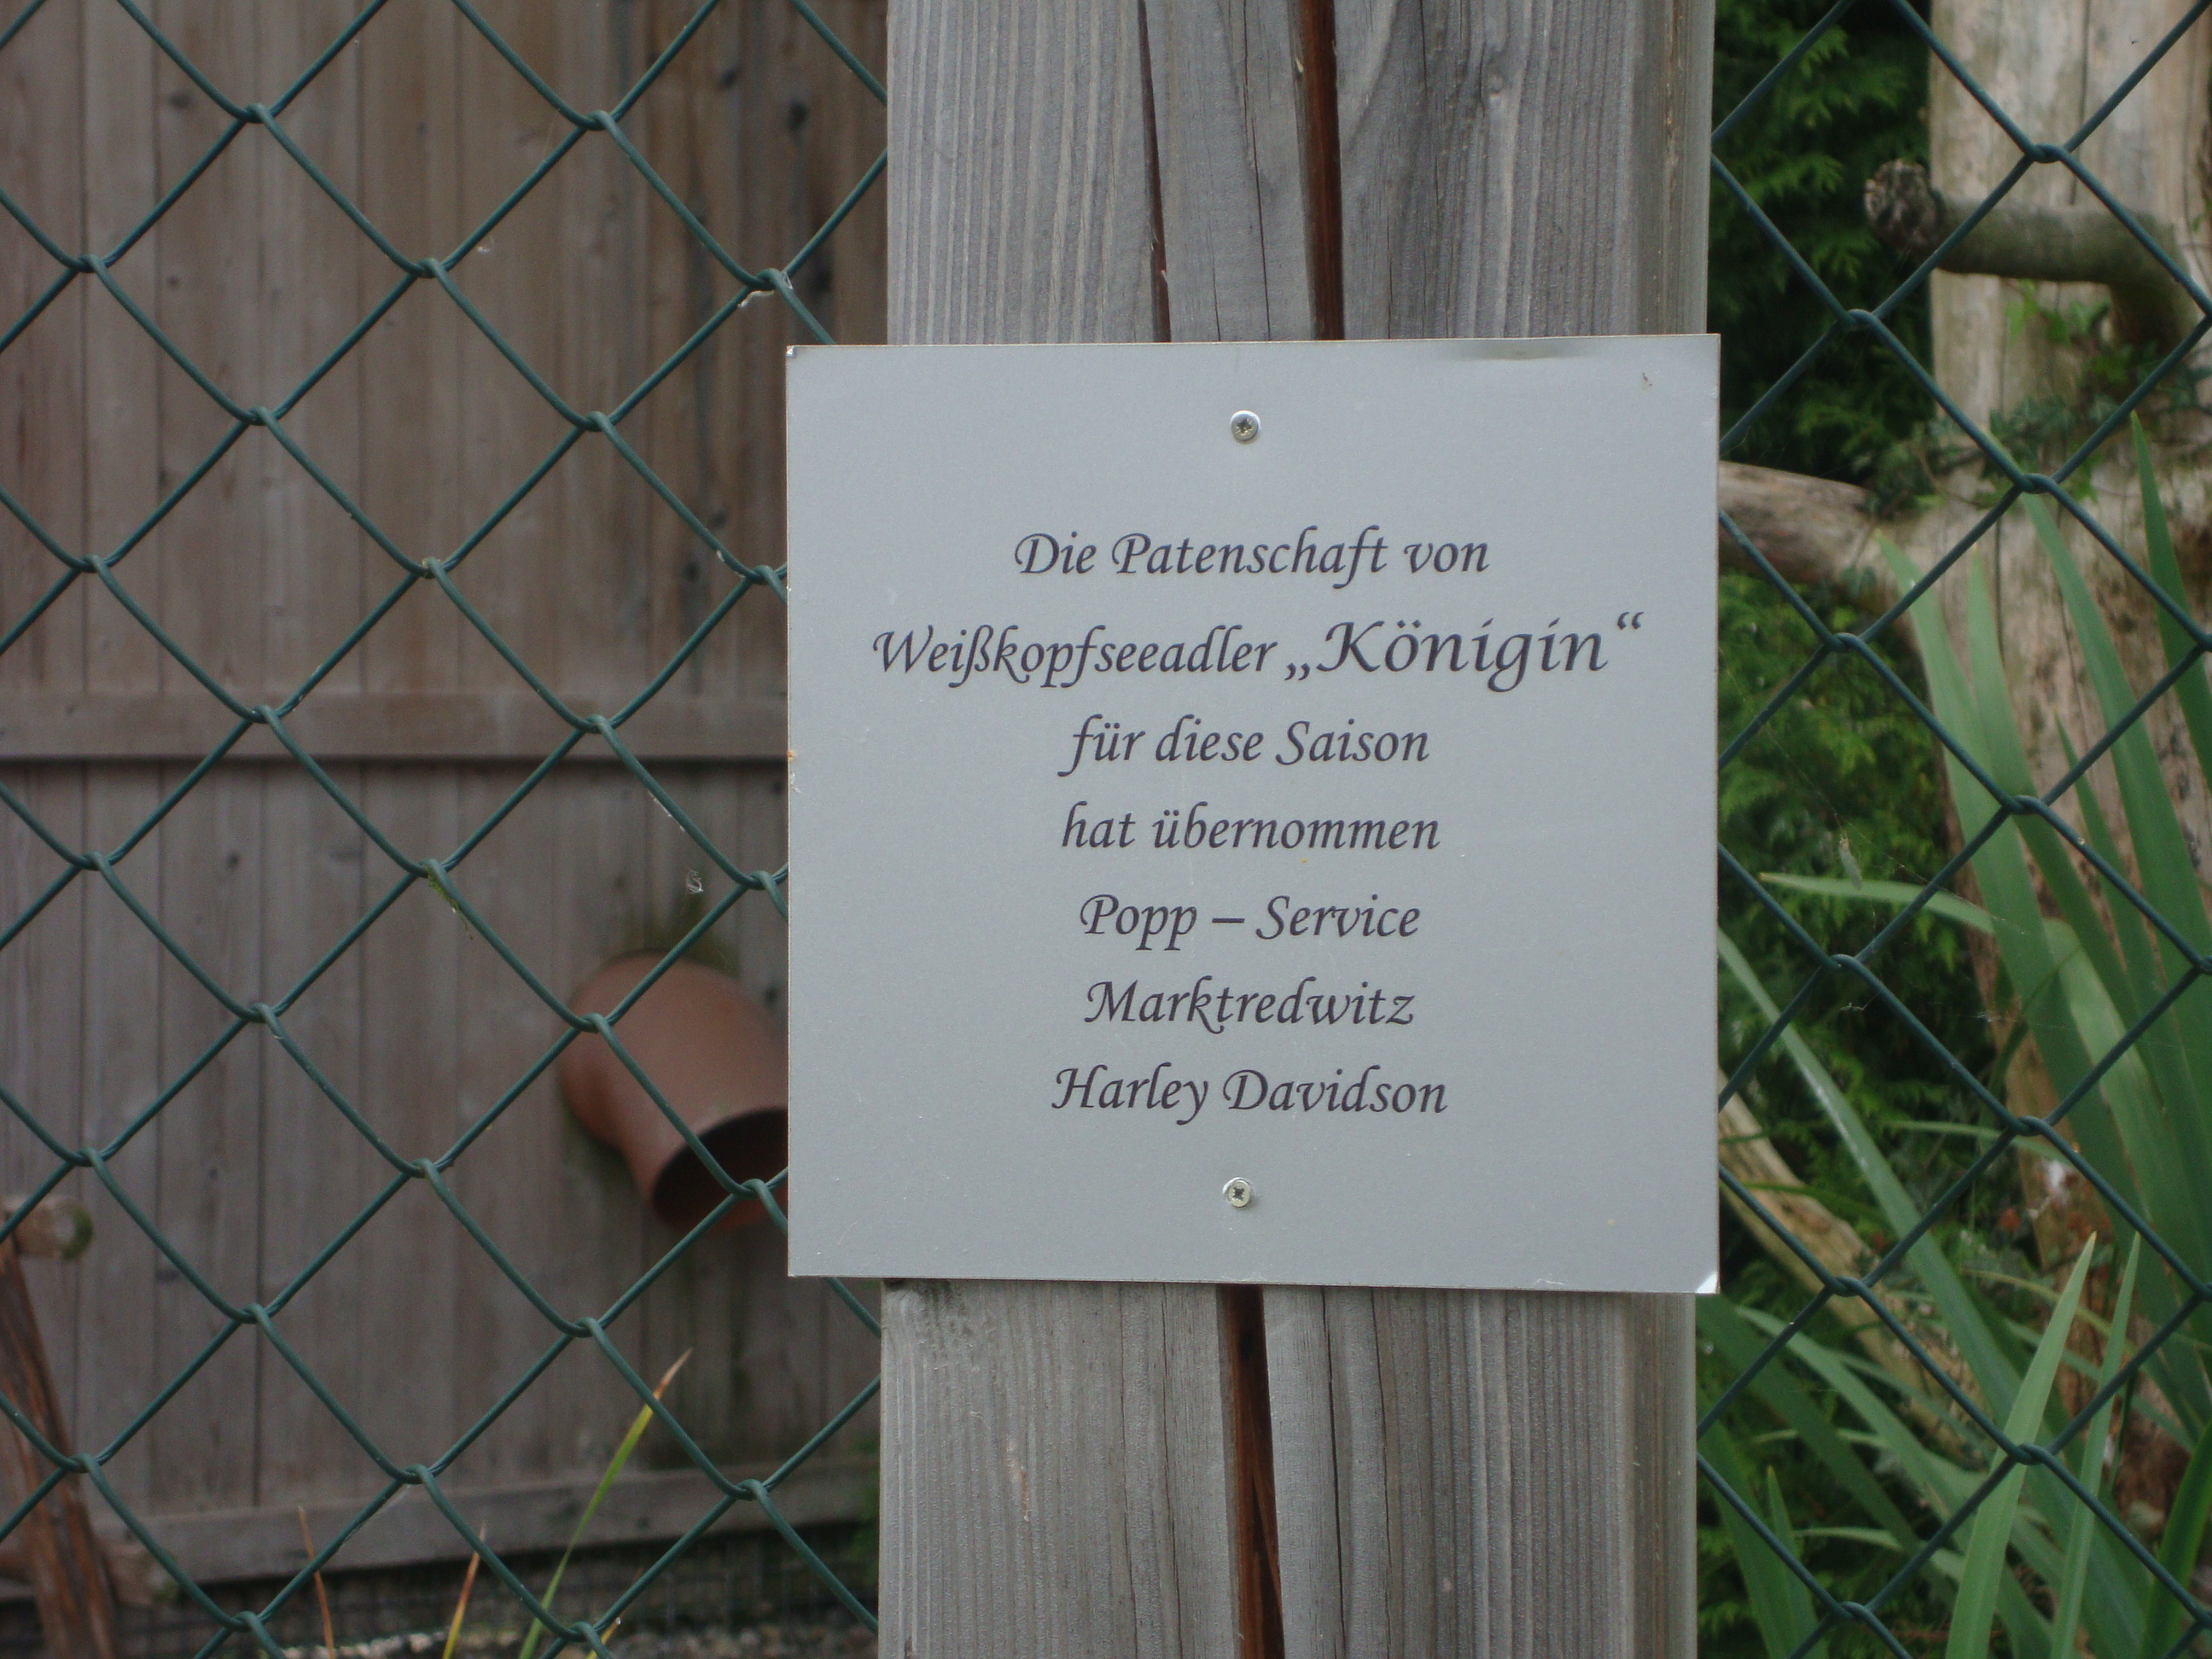 Die Patenschaft von
Weißkopfseeadler „Königin“
für diese Saison
hat übernommen
Popp – Service
Marktredwitz
Harley Davidson